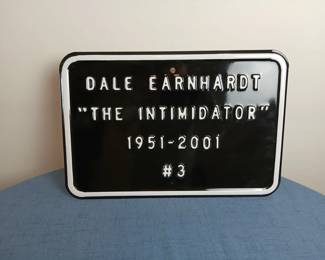 DALE EARNHARDT
"THE INTIMIDATOR"
1951-2001
#3